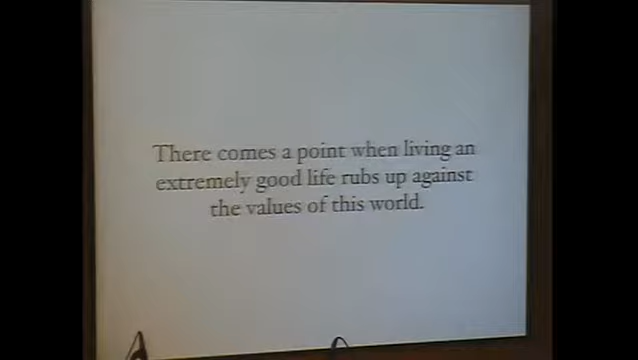 There comes a point when living an
extremely good life rubs up against
the values of this world.